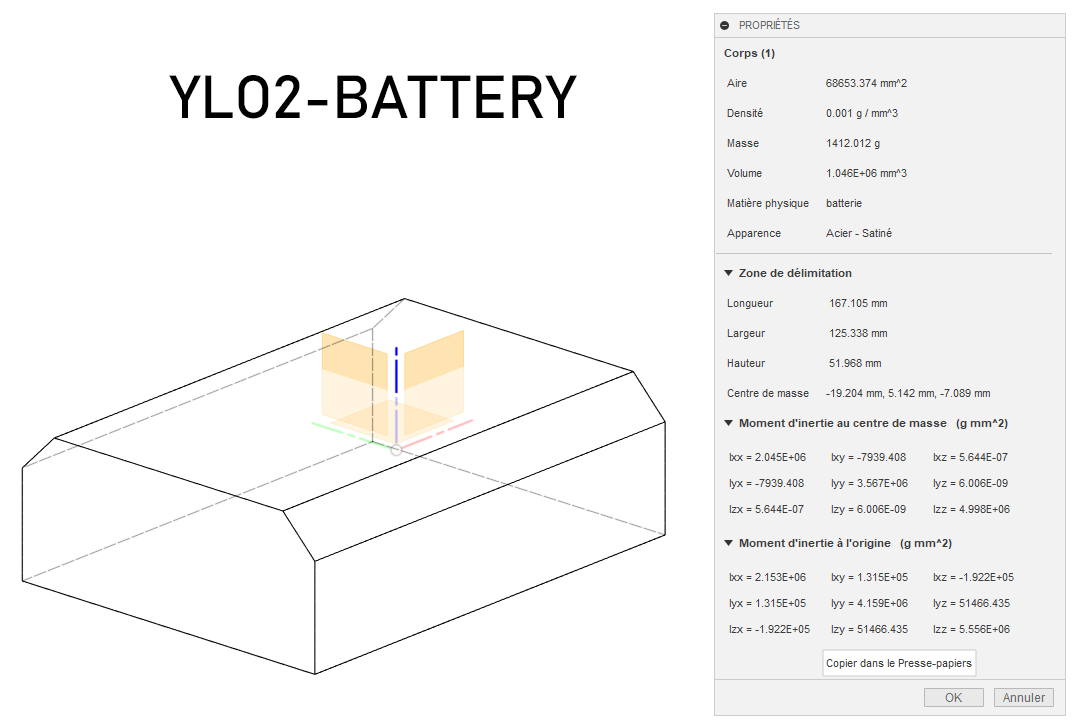 YL02-BATTERY
PROPRIÉTÉS
Corps (1)
Aire 68653.374 mm^2
Densité 0.001 g / mm^3
Masse 1412.012 g
Volume 1.046E+06 mm^3
Matière physique batterie
Apparence Acier - Satiné
Zone de délimitation
Longueur 167.105 mm
Largeur 125.338 mm
Hauteur 51.968 mm
Centre de masse -19.204 mm, 5.142 mm, -7.089 mm
Moment d'inertie au centre de masse (g mm^2)
Ixx = 2.045E+06 Ixy = -7939.408 Ixz = 5.644E-07
Iyx = -7939.408 Iyy = 3.567E+06 Iyz = 6.006E-09
Izx = 5.644E-07 Izy = 6.006E-09 Izz = 4.998E+06
Moment d'inertie à l'origine (g mm^2)
Ixx = 2.153E+06 Ixy = 1.315E+05 Ixz = -1.922E+05
Iyx = 1.315E+05 Iyy = 4.159E+06 Iyz = 51466.435
Izx = -1.922E+05 Izy = 51466.435 Izz = 5.556E+06
Copier dans le Presse-papiers
OK Annuler